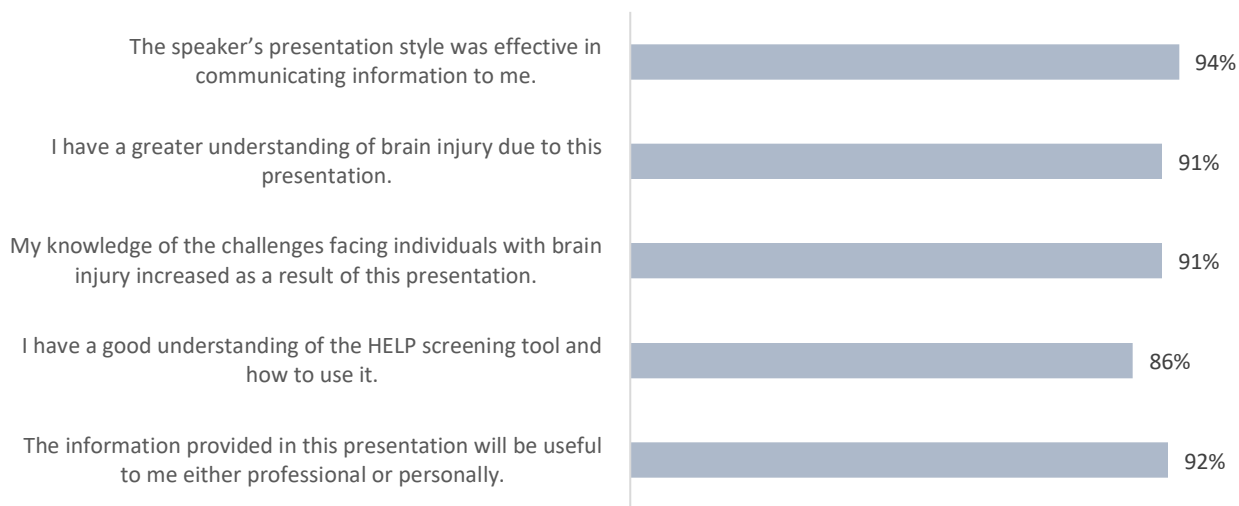 The speaker’s presentation style was effective in
communicating information to me.
94%
I have a greater understanding of brain injury due to this
presentation.
91%
My knowledge of the challenges facing individuals with brain
injury increased as a result of this presentation.
91%
I have a good understanding of the HELP screening tool and
how to use it.
86%
The information provided in this presentation will be useful
to me either professional or personally.
92%